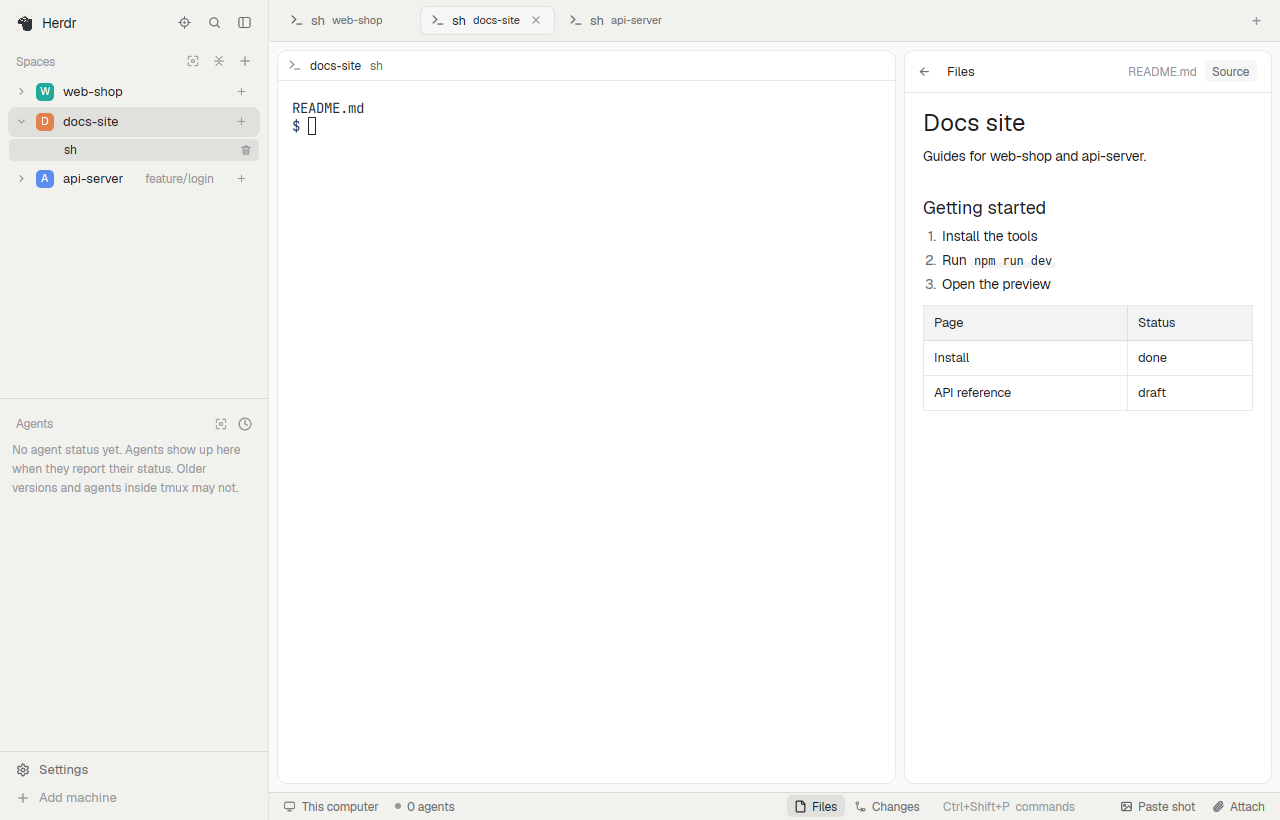 Herdr
Spaces
W web-shop
D docs-site
sh
A api-server feature/login
Agents
No agent status yet. Agents show up here
when they report their status. Older
versions and agents inside tmux may not.
Settings
Add machine
sh web-shop
sh docs-site
sh api-server
docs-site sh
README.md
$
Files README.md Source
Docs site
Guides for web-shop and api-server.
Getting started
1. Install the tools
2. Run npm run dev
3. Open the preview
Page Status
Install done
API reference draft
This computer 0 agents Files Changes Ctrl+Shift+P commands Paste shot Attach